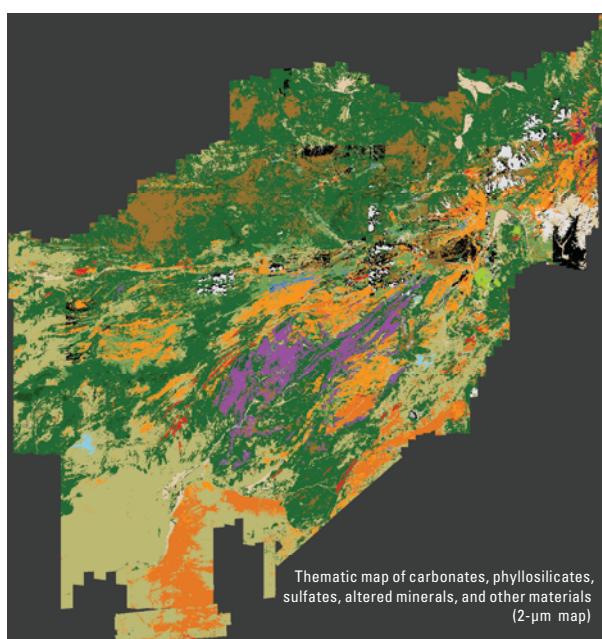 Thematic map of carbonates, phyllosilicates,
sulfates, altered minerals, and other materials
(2-µm map)